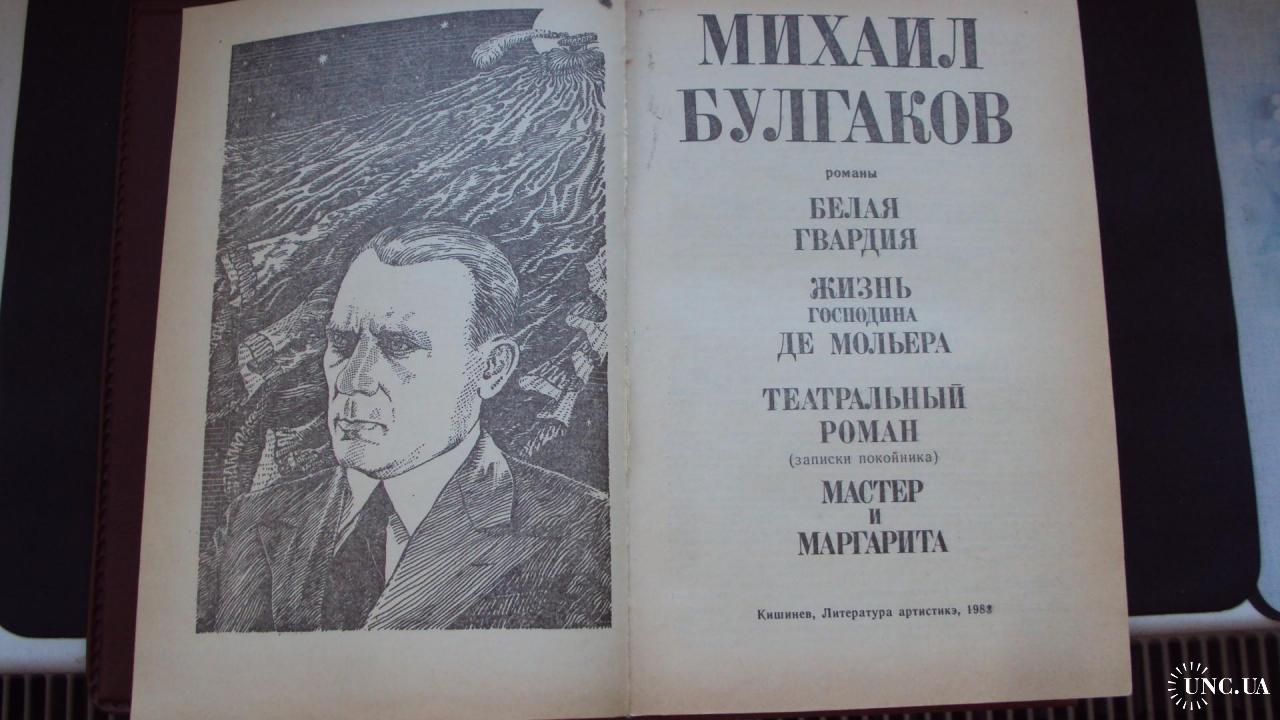 МИХАИЛ
БУЛГАКОВ
романы
БЕЛАЯ
ГВАРДИЯ
ЖИЗНЬ
ГОСПОДИНА
ДЕ МОЛЬЕРА
ТЕАТРАЛЬНЫЙ
РОМАН
(записки покойника)
МАСТЕР
И
МАРГАРИТА
Кишинев, Литература артистикэ, 1988
UNC.UA